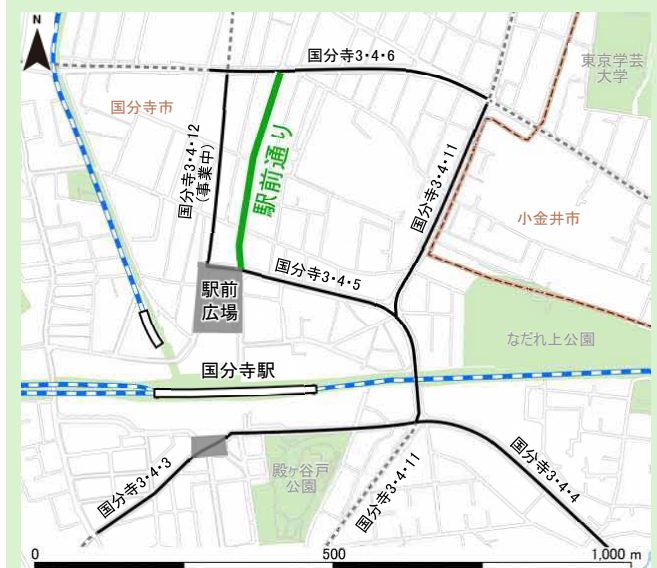 N
国分寺3・4・6
東京学芸
大学
国分寺市
国分寺3・4・12
(事業中)
駅前通り
国分寺3・4・11
小金井市
国分寺3・4・5
駅前
広場
なだれ上公園
国分寺駅
国分寺3・4・3
殿ヶ谷戸
公園
国分寺3・4・11
国分寺3・4・4
0
500
1,000 m